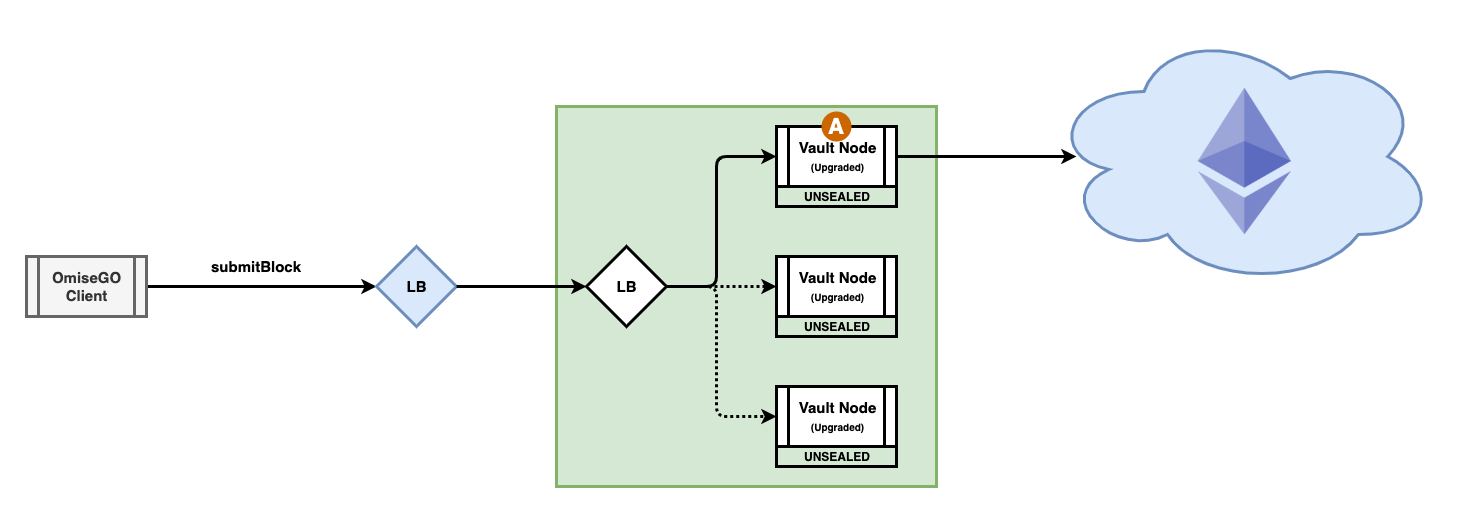 OmiseGO
Client
submitBlock
LB
LB
A
Vault Node
(Upgraded)
UNSEALED
Vault Node
(Upgraded)
UNSEALED
Vault Node
(Upgraded)
UNSEALED